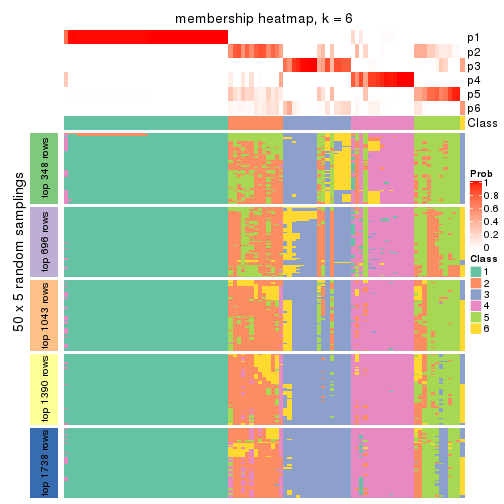 membership heatmap, k = 6
p1
p2
p3
p4
p5
p6
Class
50 x 5 random samplings
top 348 rows
top 696 rows
top 1043 rows
top 1390 rows
top 1738 rows
Prob
1
0.8
0.6
0.4
0.2
0
Class
1
2
3
4
5
6